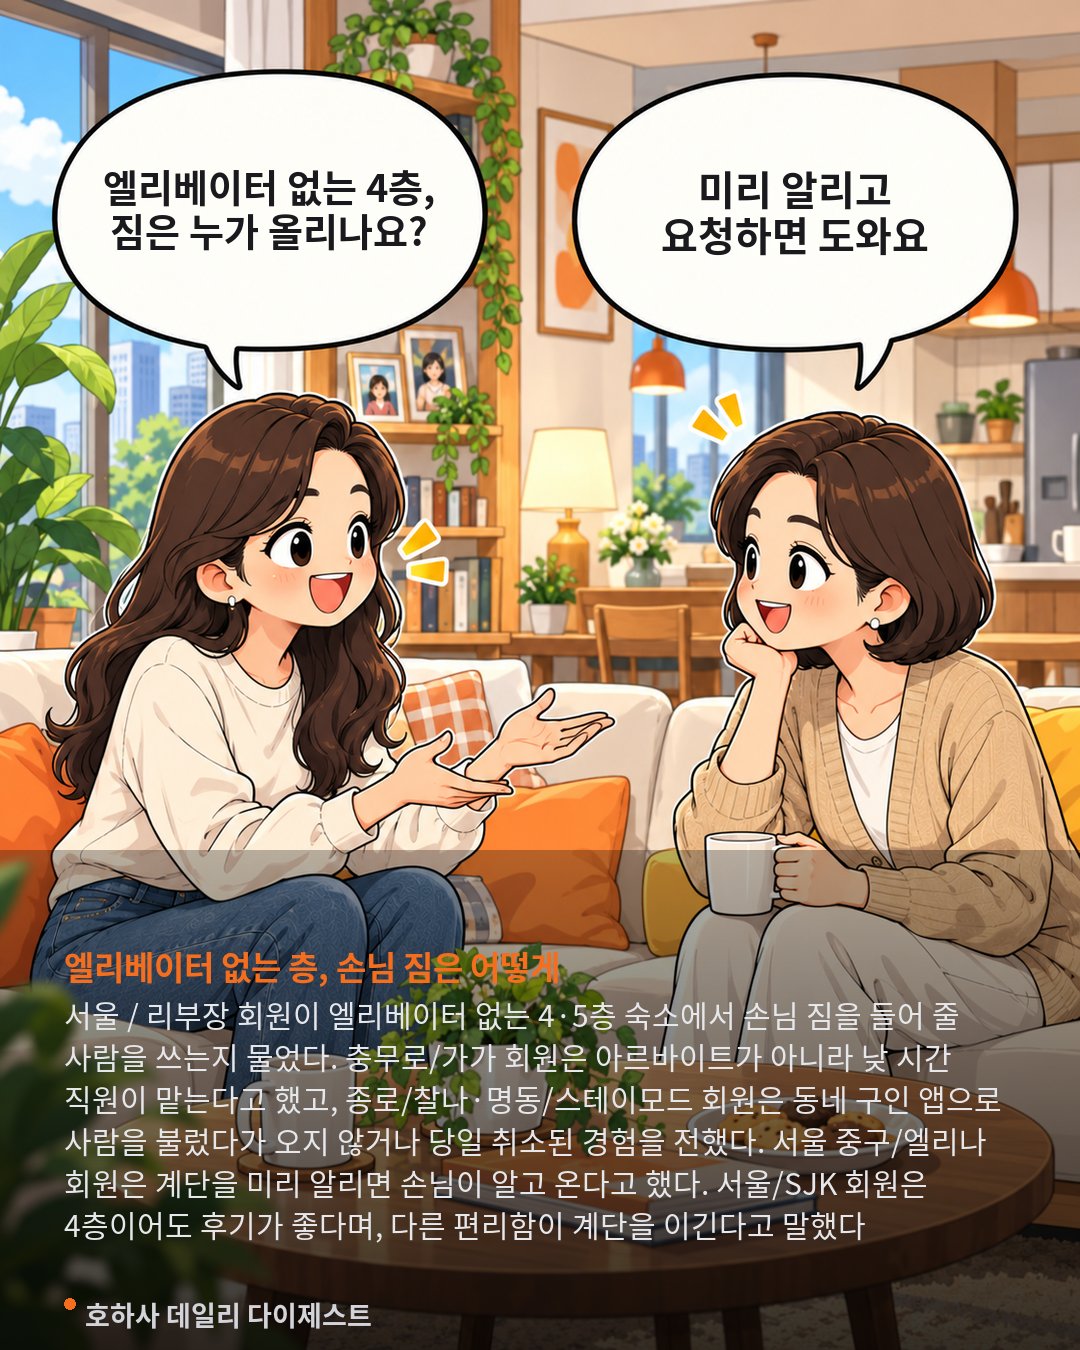 엘리베이터 없는 4층,
짐은 누가 올리나요?
미리 알리고
요청하면 도와요
엘리베이터 없는 층, 손님 짐은 어떻게
서울 / 리부장 회원이 엘리베이터 없는 4·5층 숙소에서 손님 짐을 들어 줄
사람을 쓰는지 물었다. 충무로/가가 회원은 아르바이트가 아니라 낮 시간
직원이 맡는다고 했고, 종로/찰나·명동/스테이모드 회원은 동네 구인 앱으로
사람을 불렀다가 오지 않거나 당일 취소된 경험을 전했다. 서울 중구/엘리나
회원은 계단을 미리 알리면 손님이 알고 온다고 했다. 서울/SJK 회원은
4층이어도 후기가 좋다며, 다른 편리함이 계단을 이긴다고 말했다
호하사 데일리 다이제스트